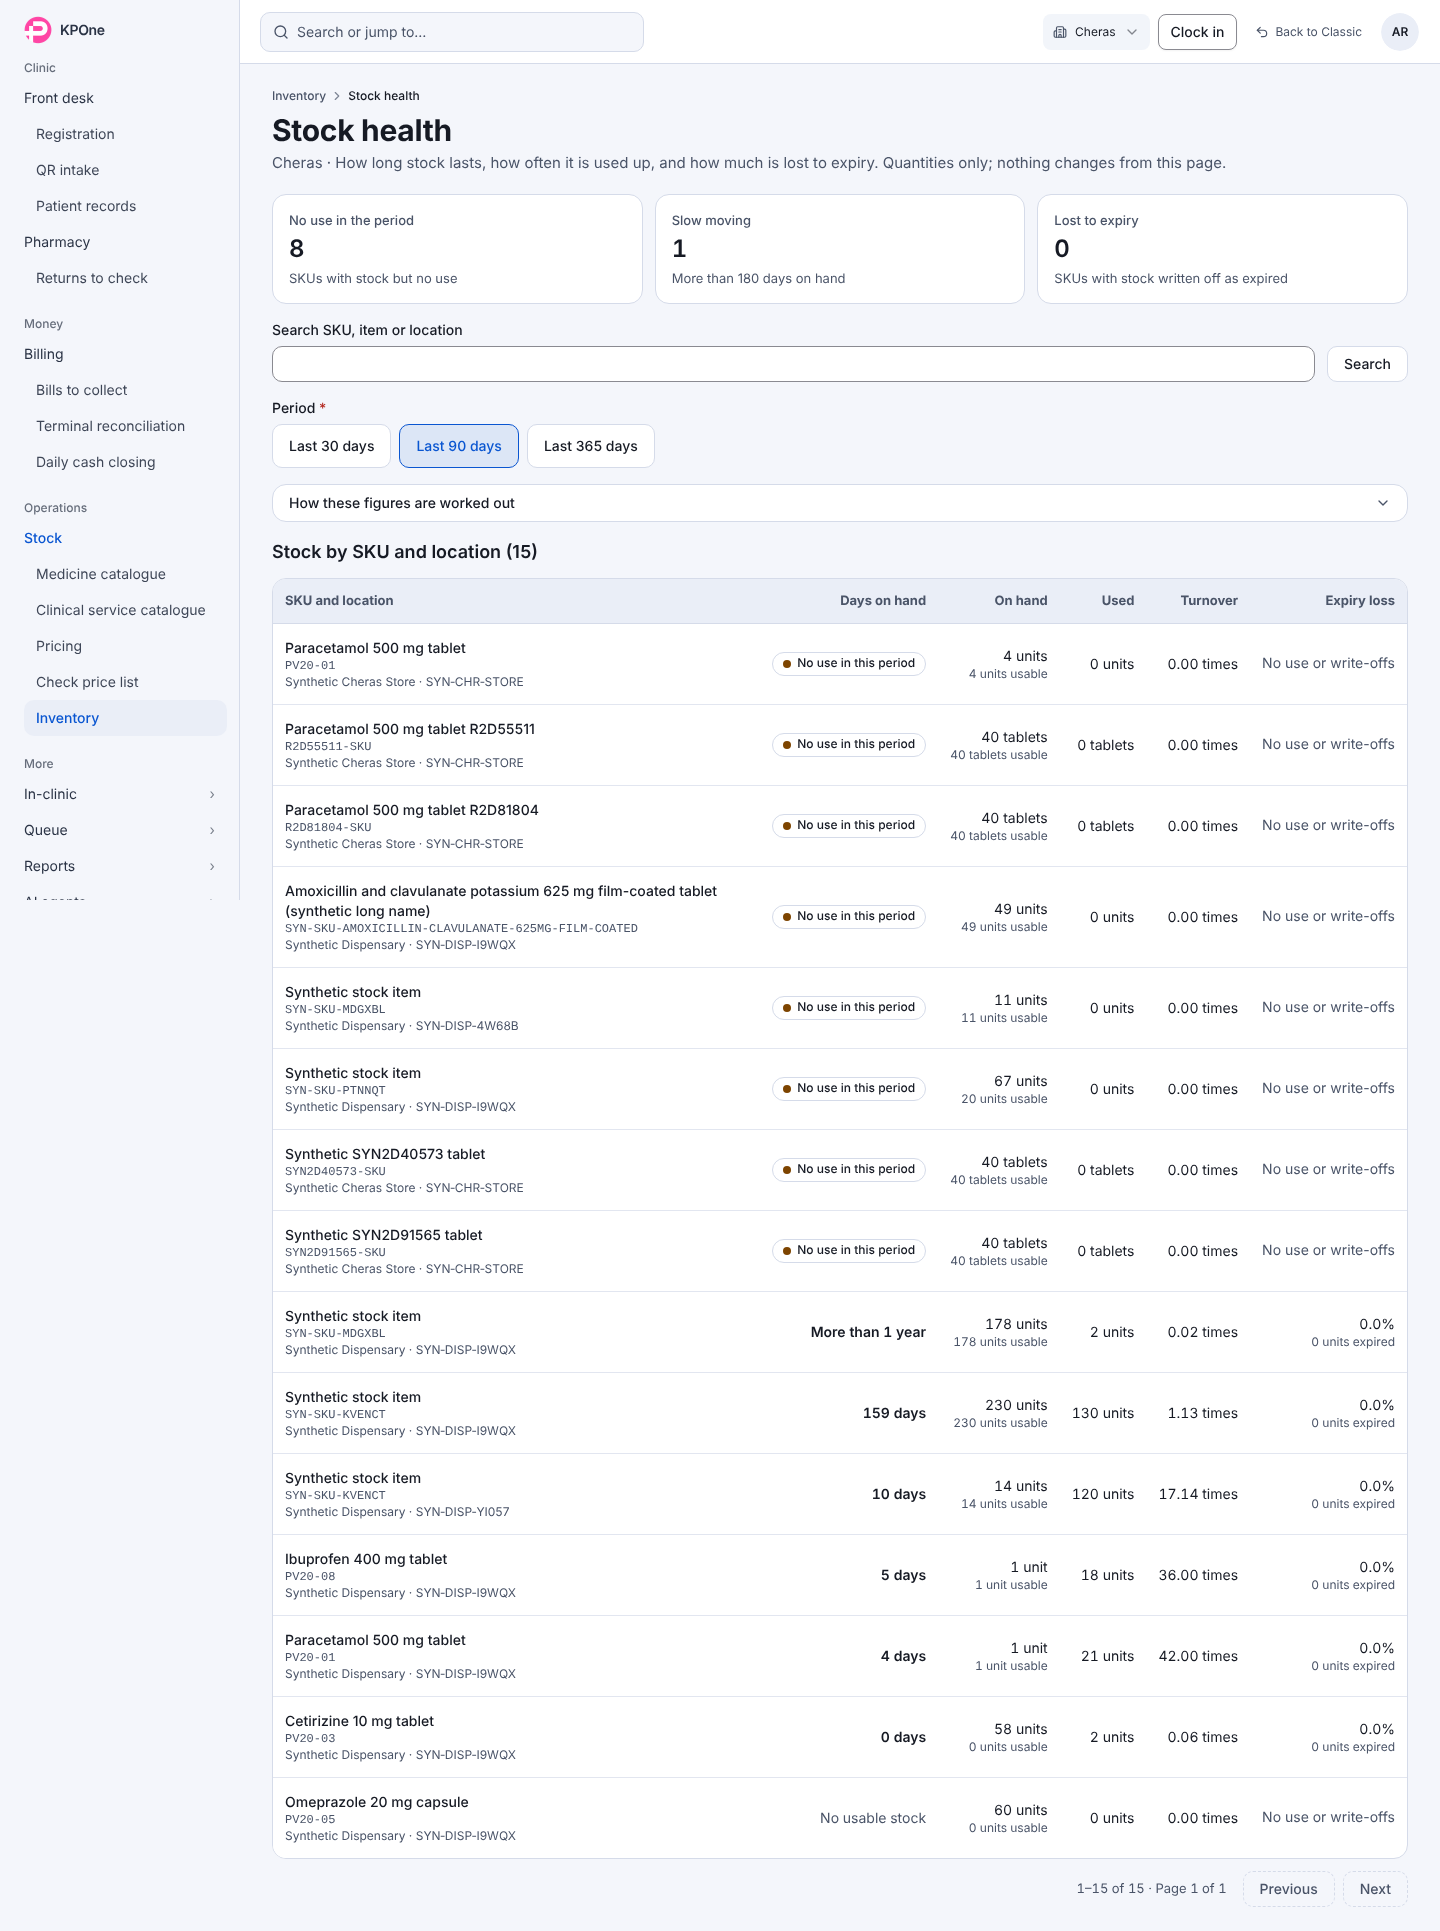 KPOne
Clinic
Front desk
Registration
QR intake
Patient records
Pharmacy
Returns to check
Money
Billing
Bills to collect
Terminal reconciliation
Daily cash closing
Operations
Stock
Medicine catalogue
Clinical service catalogue
Pricing
Check price list
Inventory
More
In-clinic
Queue
Reports
Search or jump to...
Cheras
Clock in
Back to Classic
AR
Inventory > Stock health
Stock health
Cheras · How long stock lasts, how often it is used up, and how much is lost to expiry. Quantities only; nothing changes from this page.
No use in the period
8
SKUs with stock but no use
Slow moving
1
More than 180 days on hand
Lost to expiry
0
SKUs with stock written off as expired
Search SKU, item or location
Search
Period *
Last 30 days
Last 90 days
Last 365 days
How these figures are worked out
Stock by SKU and location (15)
SKU and location Days on hand On hand Used Turnover Expiry loss
Paracetamol 500 mg tablet
PV20-01
Synthetic Cheras Store · SYN-CHR-STORE
No use in this period
4 units
4 units usable
0 units
0.00 times
No use or write-offs
Paracetamol 500 mg tablet R2D55511
R2D55511-SKU
Synthetic Cheras Store · SYN-CHR-STORE
No use in this period
40 tablets
40 tablets usable
0 tablets
0.00 times
No use or write-offs
Paracetamol 500 mg tablet R2D81804
R2D81804-SKU
Synthetic Cheras Store · SYN-CHR-STORE
No use in this period
40 tablets
40 tablets usable
0 tablets
0.00 times
No use or write-offs
Amoxicillin and clavulanate potassium 625 mg film-coated tablet
(synthetic long name)
SYN-SKU-AMOXICILLIN-CLAVULANATE-625MG-FILM-COATED
Synthetic Dispensary · SYN-DISP-I9WQX
No use in this period
49 units
49 units usable
0 units
0.00 times
No use or write-offs
Synthetic stock item
SYN-SKU-MDGXBL
Synthetic Dispensary · SYN-DISP-4W68B
No use in this period
11 units
11 units usable
0 units
0.00 times
No use or write-offs
Synthetic stock item
SYN-SKU-PTNNQT
Synthetic Dispensary · SYN-DISP-I9WQX
No use in this period
67 units
20 units usable
0 units
0.00 times
No use or write-offs
Synthetic SYN2D40573 tablet
SYN2D40573-SKU
Synthetic Cheras Store · SYN-CHR-STORE
No use in this period
40 tablets
40 tablets usable
0 tablets
0.00 times
No use or write-offs
Synthetic SYN2D91565 tablet
SYN2D91565-SKU
Synthetic Cheras Store · SYN-CHR-STORE
No use in this period
40 tablets
40 tablets usable
0 tablets
0.00 times
No use or write-offs
Synthetic stock item
SYN-SKU-MDGXBL
Synthetic Dispensary · SYN-DISP-I9WQX
More than 1 year
178 units
178 units usable
2 units
0.02 times
0.0%
0 units expired
Synthetic stock item
SYN-SKU-KVENCT
Synthetic Dispensary · SYN-DISP-I9WQX
159 days
230 units
230 units usable
130 units
1.13 times
0.0%
0 units expired
Synthetic stock item
SYN-SKU-KVENCT
Synthetic Dispensary · SYN-DISP-YI057
10 days
14 units
14 units usable
120 units
17.14 times
0.0%
0 units expired
Ibuprofen 400 mg tablet
PV20-08
Synthetic Dispensary · SYN-DISP-I9WQX
5 days
1 unit
1 unit usable
18 units
36.00 times
0.0%
0 units expired
Paracetamol 500 mg tablet
PV20-01
Synthetic Dispensary · SYN-DISP-I9WQX
4 days
1 unit
1 unit usable
21 units
42.00 times
0.0%
0 units expired
Cetirizine 10 mg tablet
PV20-03
Synthetic Dispensary · SYN-DISP-I9WQX
0 days
58 units
0 units usable
2 units
0.06 times
0.0%
0 units expired
Omeprazole 20 mg capsule
PV20-05
Synthetic Dispensary · SYN-DISP-I9WQX
No usable stock
60 units
0 units usable
0 units
0.00 times
No use or write-offs
1–15 of 15 · Page 1 of 1
Previous
Next